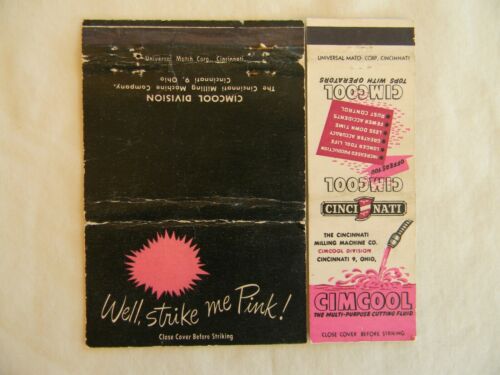 Universal Match Corp., Cincinnati
CIMCOOL DIVISION
The Cincinnati Milling Machine Company,
Cincinnati 9, Ohio
Well, strike me Pink!
Close Cover Before Striking
UNIVERSAL MATCH CORP., CINCINNATI
CIMCOOL
TOPS WITH OPERATORS
OFFERS YOU
INCREASED PRODUCTION
LONGER TOOL LIFE
GREATER ACCURACY
LESS DOWN TIME
FEWER ACCIDENTS
RUST CONTROL
CIMCOOL
CINCINNATI
THE CINCINNATI
MILLING MACHINE CO.
CIMCOOL DIVISION
CINCINNATI 9, OHIO,
CIMCOOL
THE MULTI-PURPOSE CUTTING FLUID
CLOSE COVER BEFORE STRIKING